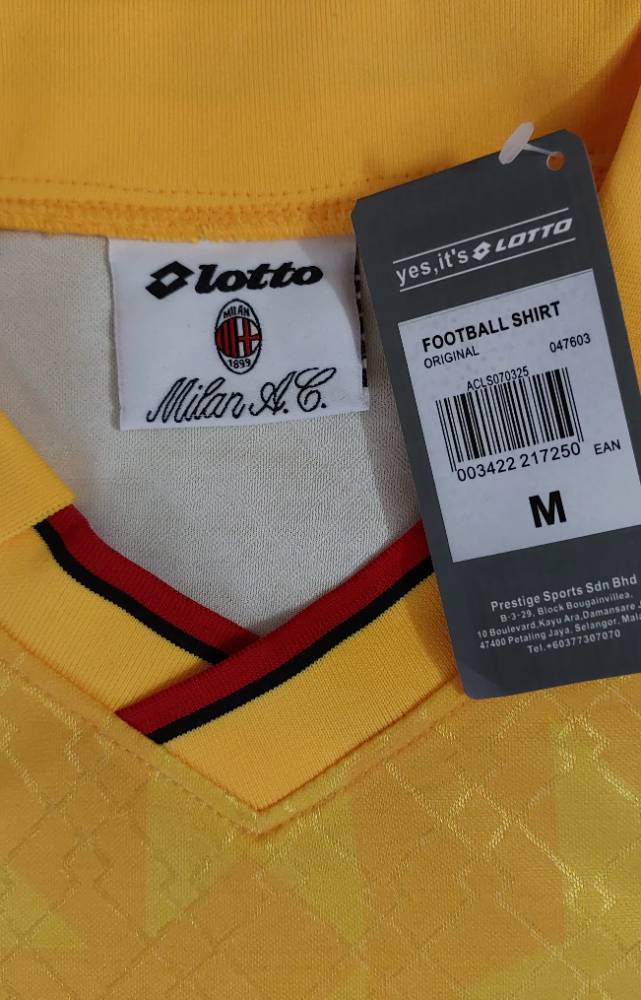 lotto
MILAN
1899
Milan A.C.
yes,it's LOTTO
FOOTBALL SHIRT
ORIGINAL 047603
ACLS070325
003422 217250 EAN
M
Prestige Sports Sdn Bhd
B-3-29, Block Bougainvillea,
10 Boulevard,Kayu Ara,Damansara,
47400 Petaling Jaya, Selangor,
Tel.+60377307070